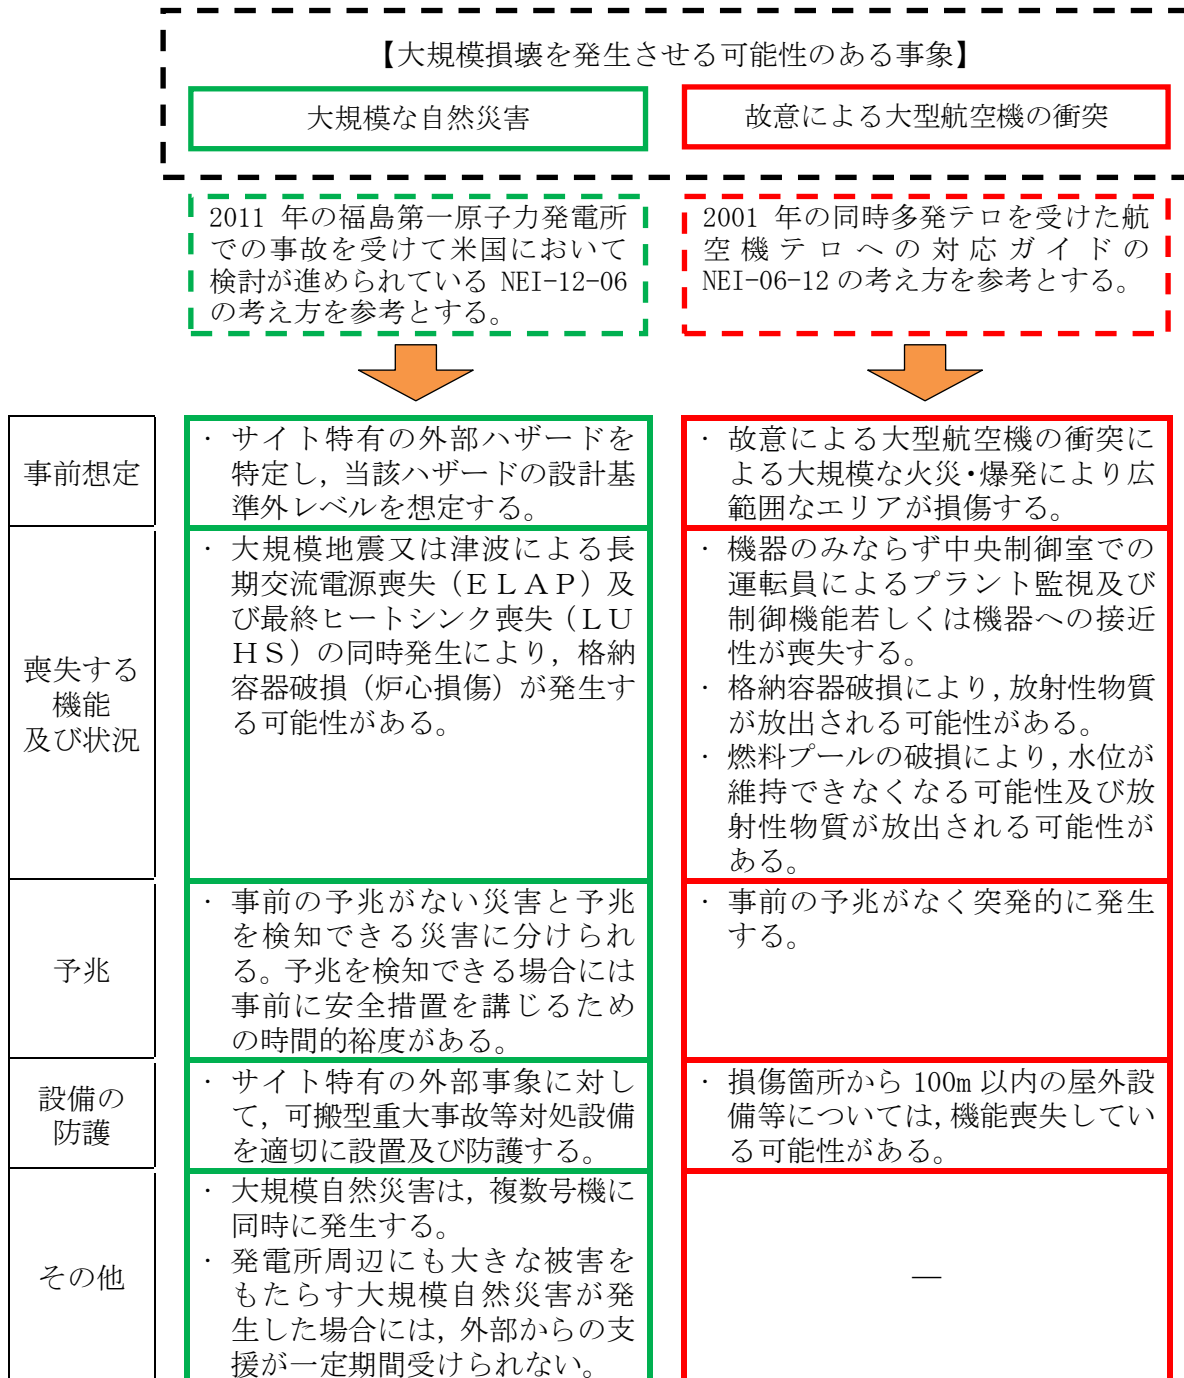 【大規模損壊を発生させる可能性のある事象】
大規模な自然災害
故意による大型航空機の衝突
2011 年の福島第一原子力発電所
での事故を受けて米国において
検討が進められている NEI-12-06
の考え方を参考とする。
2001 年の同時多発テロを受けた航
空機テロへの対応ガイドの
NEI-06-12 の考え方を参考とする。
事前想定
・ サイト特有の外部ハザードを
特定し，当該ハザードの設計基
準外レベルを想定する。
・ 故意による大型航空機の衝突に
よる大規模な火災・爆発により広
範囲なエリアが損傷する。
喪失する
機能
及び状況
・ 大規模地震又は津波による長
期交流電源喪失（ＥＬＡＰ）及
び最終ヒートシンク喪失（ＬＵ
ＨＳ）の同時発生により，格納
容器破損（炉心損傷）が発生す
る可能性がある。
・ 機器のみならず中央制御室での
運転員によるプラント監視及び
制御機能若しくは機器への接近
性が喪失する。
・ 格納容器破損により，放射性物質
が放出される可能性がある。
・ 燃料プールの破損により，水位が
維持できなくなる可能性及び放
射性物質が放出される可能性が
ある。
予兆
・ 事前の予兆がない災害と予兆
を検知できる災害に分けられ
る。予兆を検知できる場合には
事前に安全措置を講じるため
の時間的裕度がある。
・ 事前の予兆がなく突発的に発生
する。
設備の
防護
・ サイト特有の外部事象に対し
て，可搬型重大事故等対処設備
を適切に設置及び防護する。
・ 損傷箇所から 100m 以内の屋外設
備等については，機能喪失してい
る可能性がある。
その他
・ 大規模自然災害は，複数号機に
同時に発生する。
・ 発電所周辺にも大きな被害を
もたらす大規模自然災害が発
生した場合には，外部からの支
援が一定期間受けられない。
―